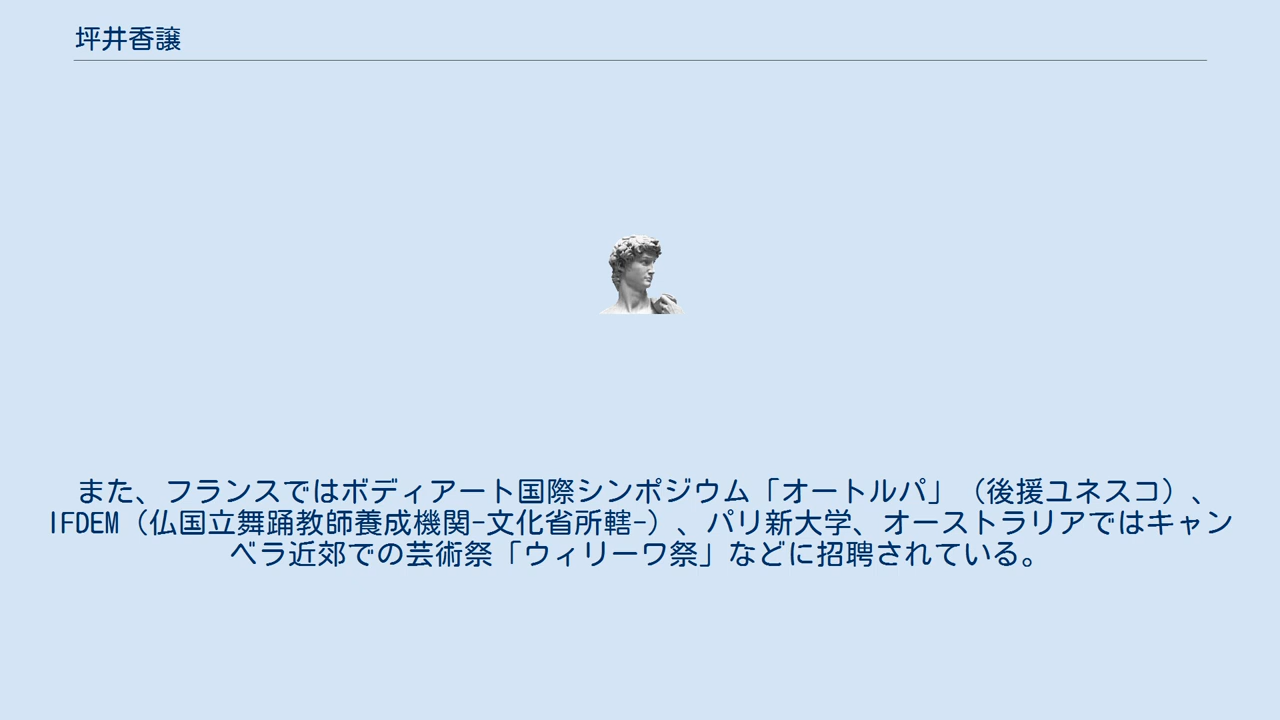 坪井香譲
また、フランスではボディアート国際シンポジウム「オートルパ」（後援ユネスコ）、
IFDEM（仏国立舞踊教師養成機関-文化省所轄-）、パリ新大学、オーストラリアではキャン
ベラ近郊での芸術祭「ウィリーワ祭」などに招聘されている。